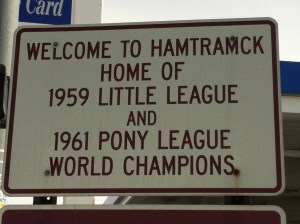 Card
WELCOME TO HAMTRAMCK
HOME OF
1959 LITTLE LEAGUE
AND
1961 PONY LEAGUE
WORLD CHAMPIONS